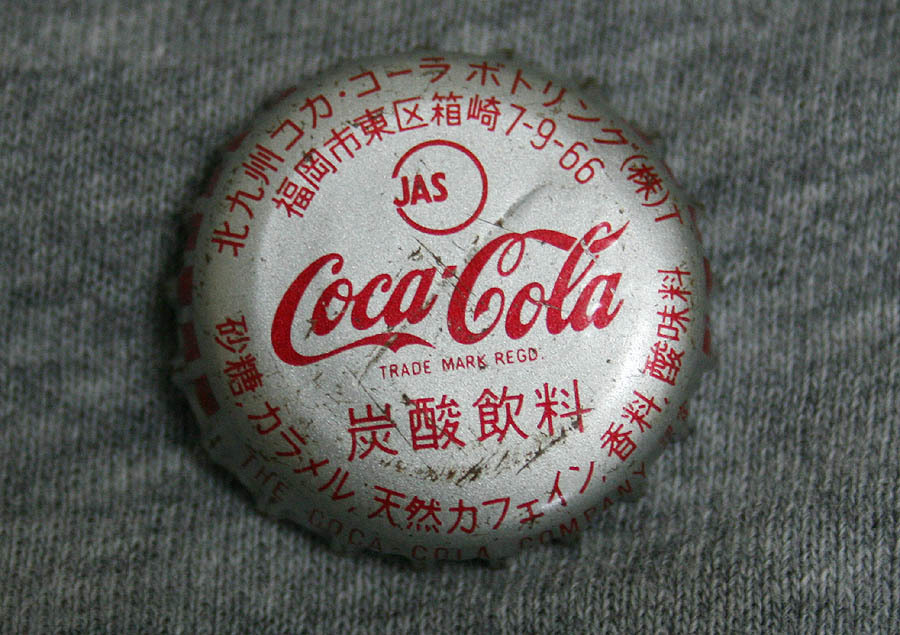 北九州コカ・コーラ ボトリング(株)T
福岡市東区箱崎7-9-66
JAS
Coca-Cola
TRADE MARK REGD.
炭酸飲料
砂糖,カラメル,天然カフェイン,香料,酸味料
THE COCA-COLA COMPANY